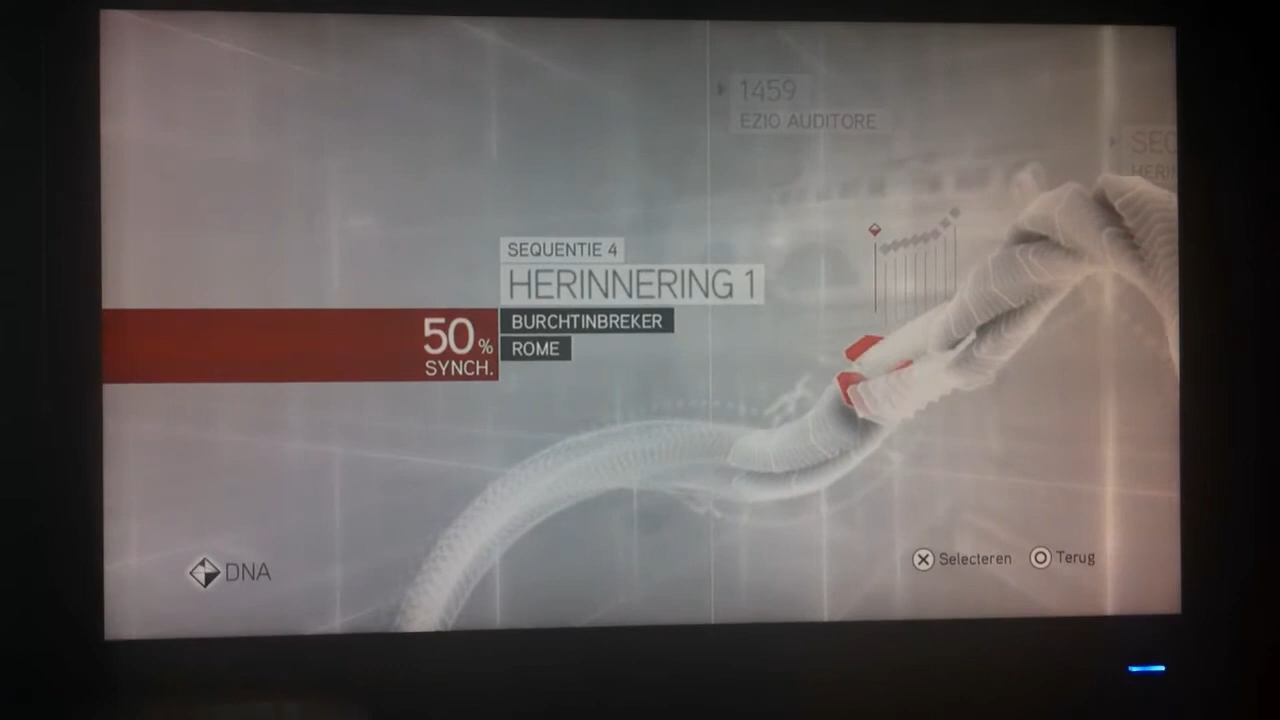 1459
EZIO AUDITORE
SEQUENTIE 4
HERINNERING 1
BURCHTINBREKER
ROME
50%
SYNCH.
DNA
Selecteren
Terug